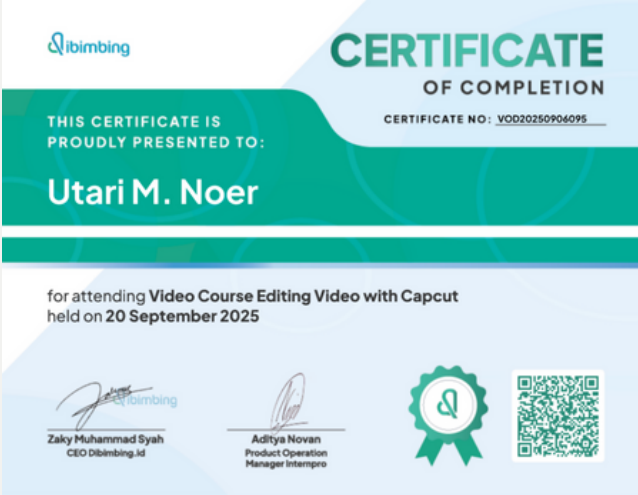 dibimbing
CERTIFICATE
OF COMPLETION
CERTIFICATE NO: VOD20250906095
THIS CERTIFICATE IS
PROUDLY PRESENTED TO:
Utari M. Noer
for attending Video Course Editing Video with Capcut
held on 20 September 2025
dibimbing
Zaky Muhammad Syah
CEO Dibimbing.id
Aditya Novan
Product Operation
Manager Internpro